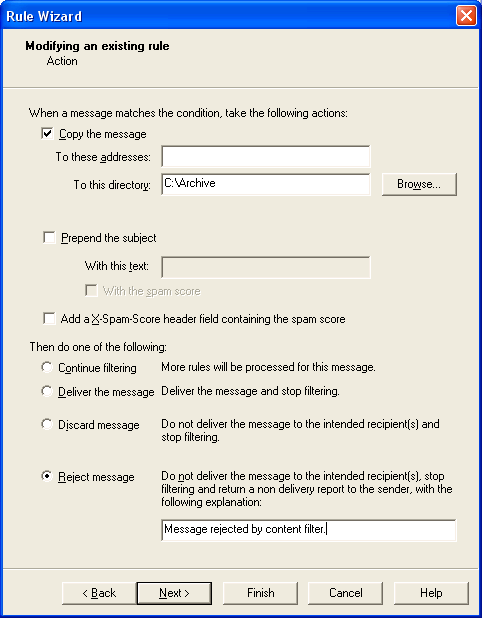 Rule Wizard
Modifying an existing rule
Action
When a message matches the condition, take the following actions:
Copy the message
To these addresses:
To this directory: C:\Archive Browse...
Prepend the subject
With this text:
With the spam score
Add a X-Spam-Score header field containing the spam score
Then do one of the following:
Continue filtering More rules will be processed for this message.
Deliver the message Deliver the message and stop filtering.
Discard message Do not deliver the message to the intended recipient(s) and
stop filtering.
Reject message Do not deliver the message to the intended recipient(s), stop
filtering and return a non delivery report to the sender, with the
following explanation:
Message rejected by content filter.
< Back Next > Finish Cancel Help